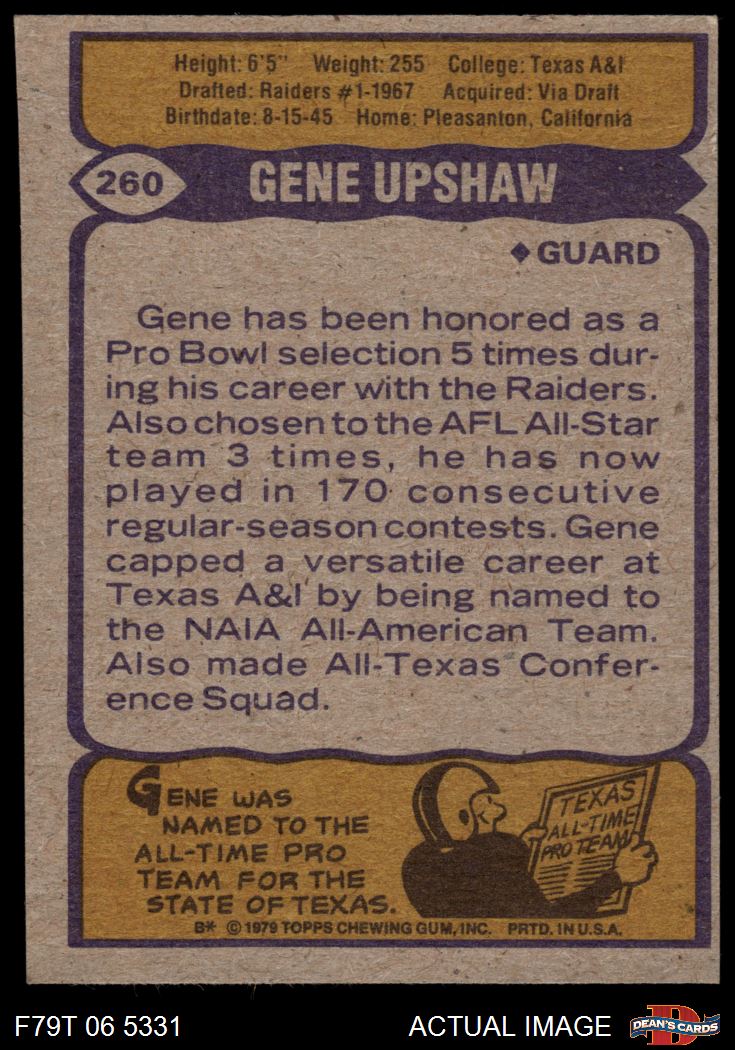 Height: 6'5" Weight: 255 College: Texas A&I
Drafted: Raiders #1-1967 Acquired: Via Draft
Birthdate: 8-15-45 Home: Pleasanton, California
260 GENE UPSHAW
◆ GUARD
Gene has been honored as a
Pro Bowl selection 5 times dur-
ing his career with the Raiders.
Also chosen to the AFL All-Star
team 3 times, he has now
played in 170 consecutive
regular-season contests. Gene
capped a versatile career at
Texas A&I by being named to
the NAIA All-American Team.
Also made All-Texas Confer-
ence Squad.
GENE WAS
NAMED TO THE
ALL-TIME PRO
TEAM FOR THE
STATE OF TEXAS.
TEXAS
ALL-TIME
PRO TEAM
B* © 1979 TOPPS CHEWING GUM, INC. PRTD. IN U.S.A.
F79T 06 5331 ACTUAL IMAGE D DEAN'S CARDS